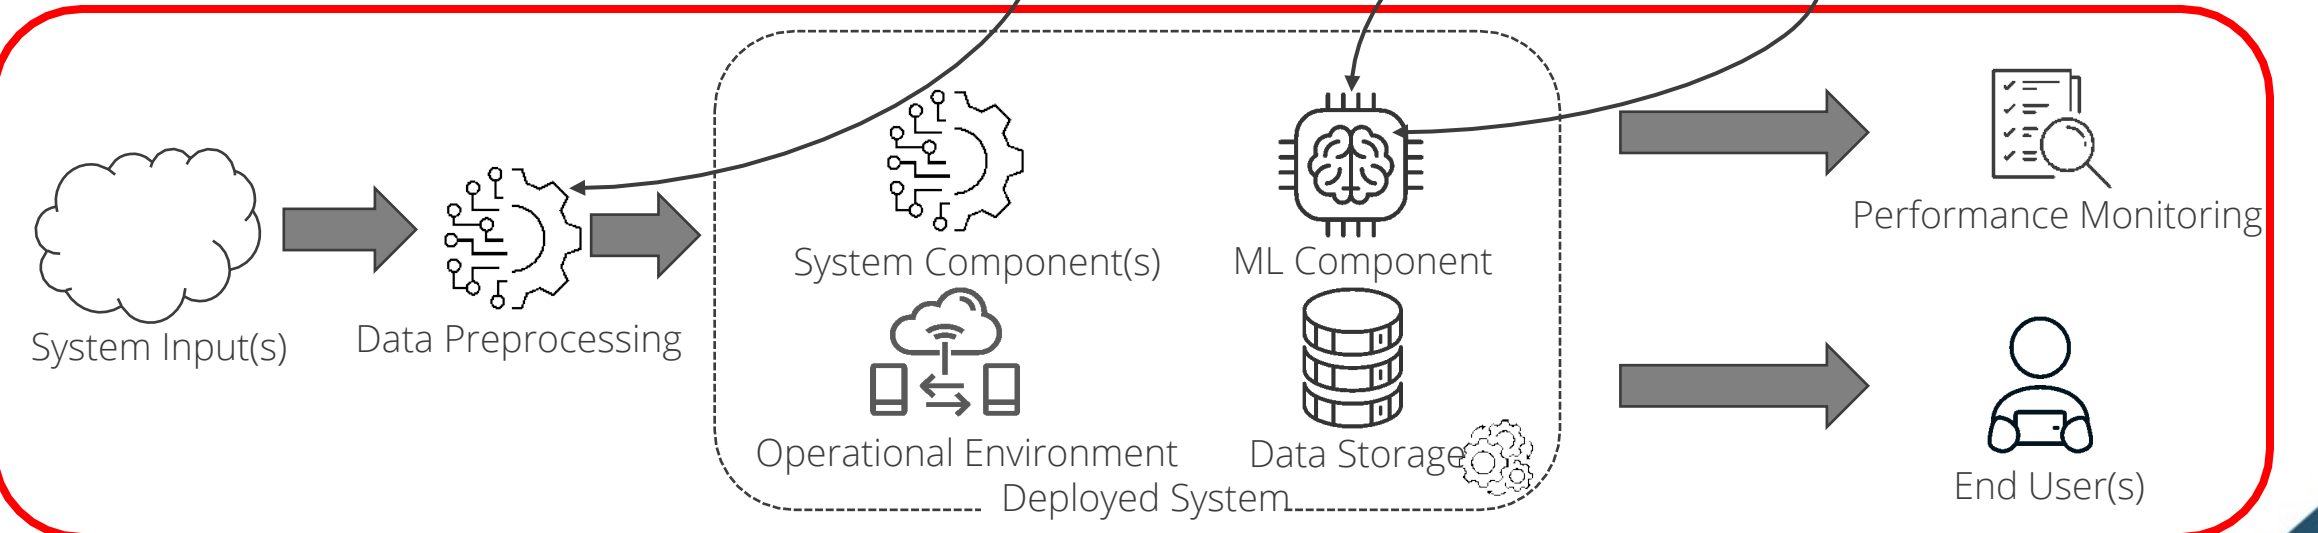 System Input(s)
Data Preprocessing
System Component(s)
ML Component
Operational Environment
Data Storage
Deployed System
Performance Monitoring
End User(s)